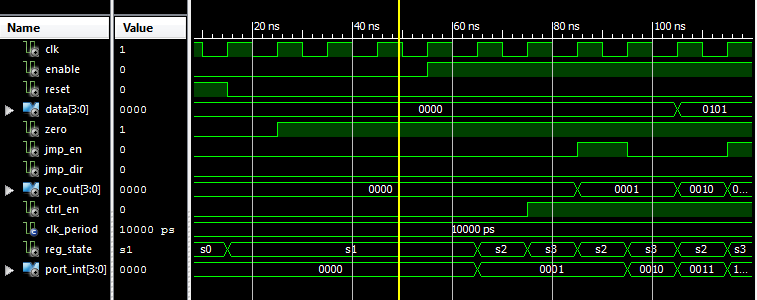 Name Value 20 ns 40 ns 60 ns 80 ns 100 ns
clk 1
enable 0
reset 0
data[3:0] 0000 0000 0101
zero 1
jmp_en 0
jmp_dir 0
pc_out[3:0] 0000 0000 0001 0010 0...
ctrl_en 0
clk_period 10000 ps 10000 ps
reg_state s1 s0 s1 s2 s3 s2 s3 s2 s3
port_int[3:0] 0000 0000 0001 0010 0011 1...